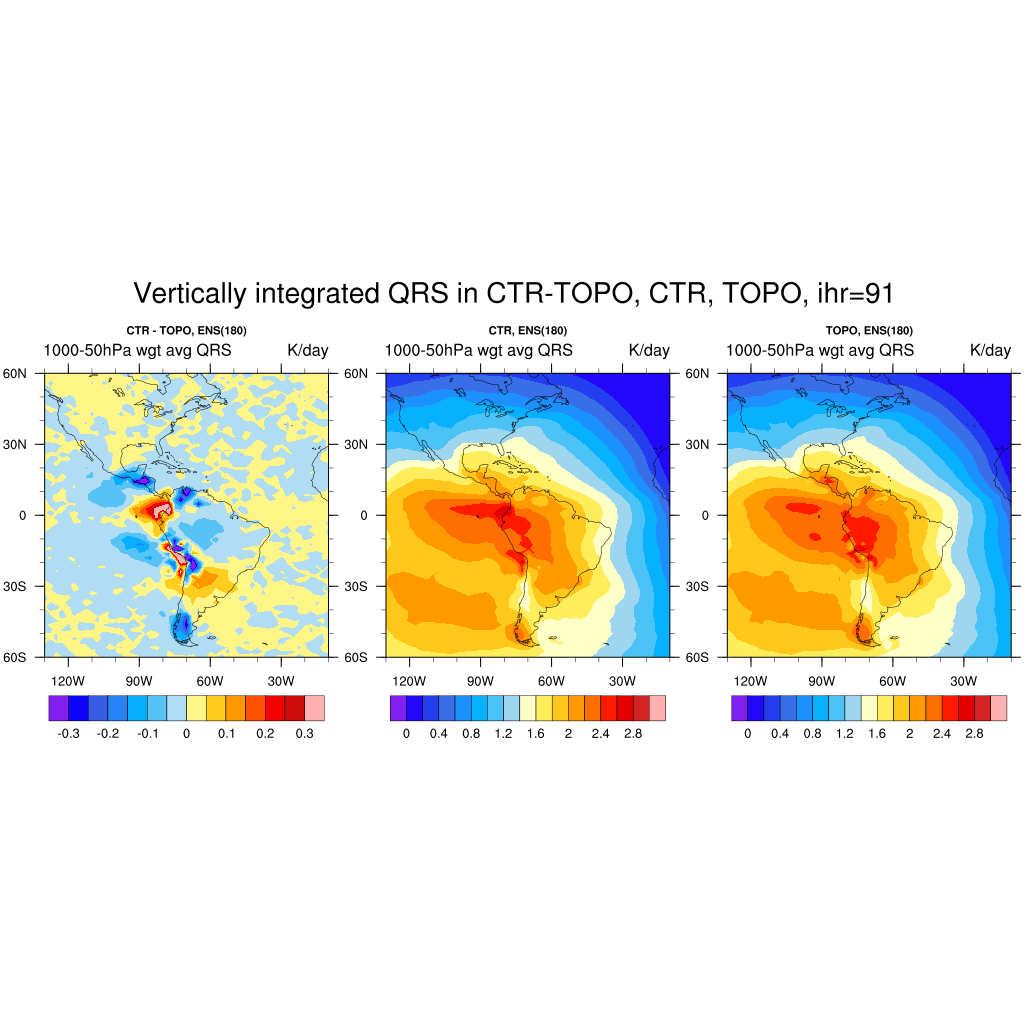 Vertically integrated QRS in CTR-TOPO, CTR, TOPO, ihr=91
CTR - TOPO, ENS(180)
1000-50hPa wgt avg QRS K/day
60N
30N
0
30S
60S
120W 90W 60W 30W
-0.3 -0.2 -0.1 0 0.1 0.2 0.3
CTR, ENS(180)
1000-50hPa wgt avg QRS K/day
60N
30N
0
30S
60S
120W 90W 60W 30W
0 0.4 0.8 1.2 1.6 2 2.4 2.8
TOPO, ENS(180)
1000-50hPa wgt avg QRS K/day
60N
30N
0
30S
60S
120W 90W 60W 30W
0 0.4 0.8 1.2 1.6 2 2.4 2.8